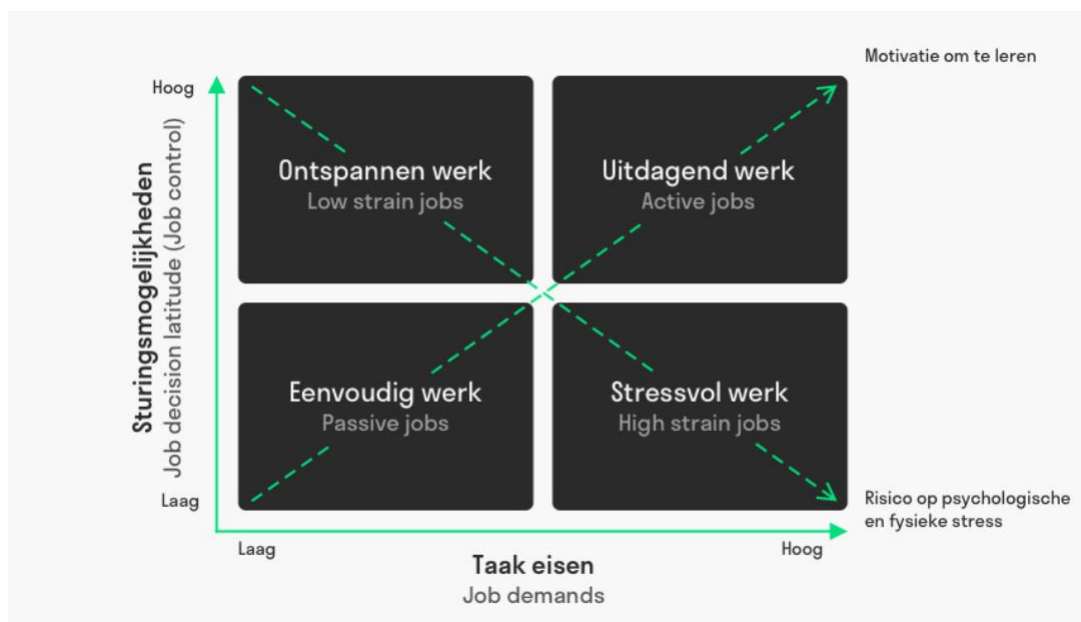 Motivatie om te leren
Hoog
Sturingsmogelijkheden
Job decision latitude (Job control)
Ontspannen werk
Low strain jobs
Uitdagend werk
Active jobs
Eenvoudig werk
Passive jobs
Stressvol werk
High strain jobs
Laag
Risico op psychologische
en fysieke stress
Laag
Hoog
Taak eisen
Job demands